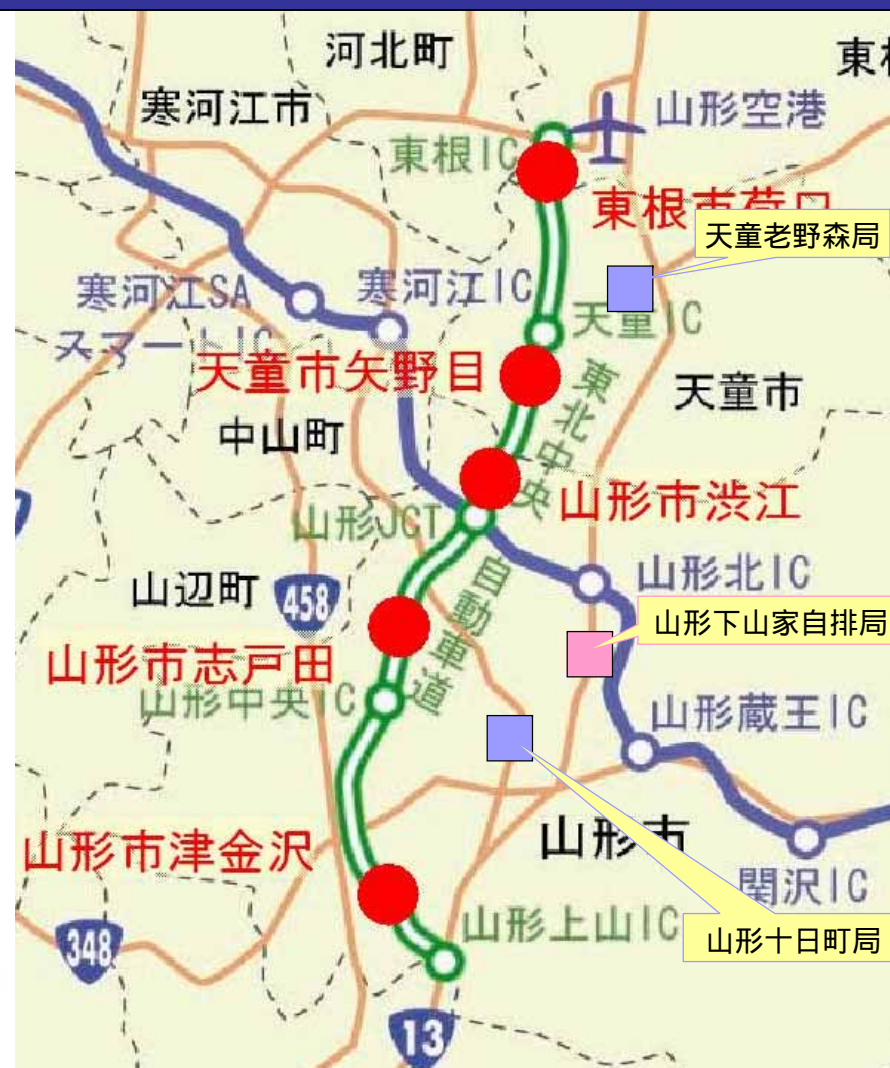 河北町
東根
寒河江市
山形空港
東根IC
東根市荷口
天童老野森局
寒河江SA
スマートIC
寒河江IC
天童IC
天童市矢野目
東北中央
天童市
中山町
山形市渋江
山形JCT
自動車道
山形北IC
山辺町
458
山形下山家自排局
山形市志戸田
山形中央IC
山形蔵王IC
山形市
山形市津金沢
関沢IC
山形上山IC
山形十日町局
348
13